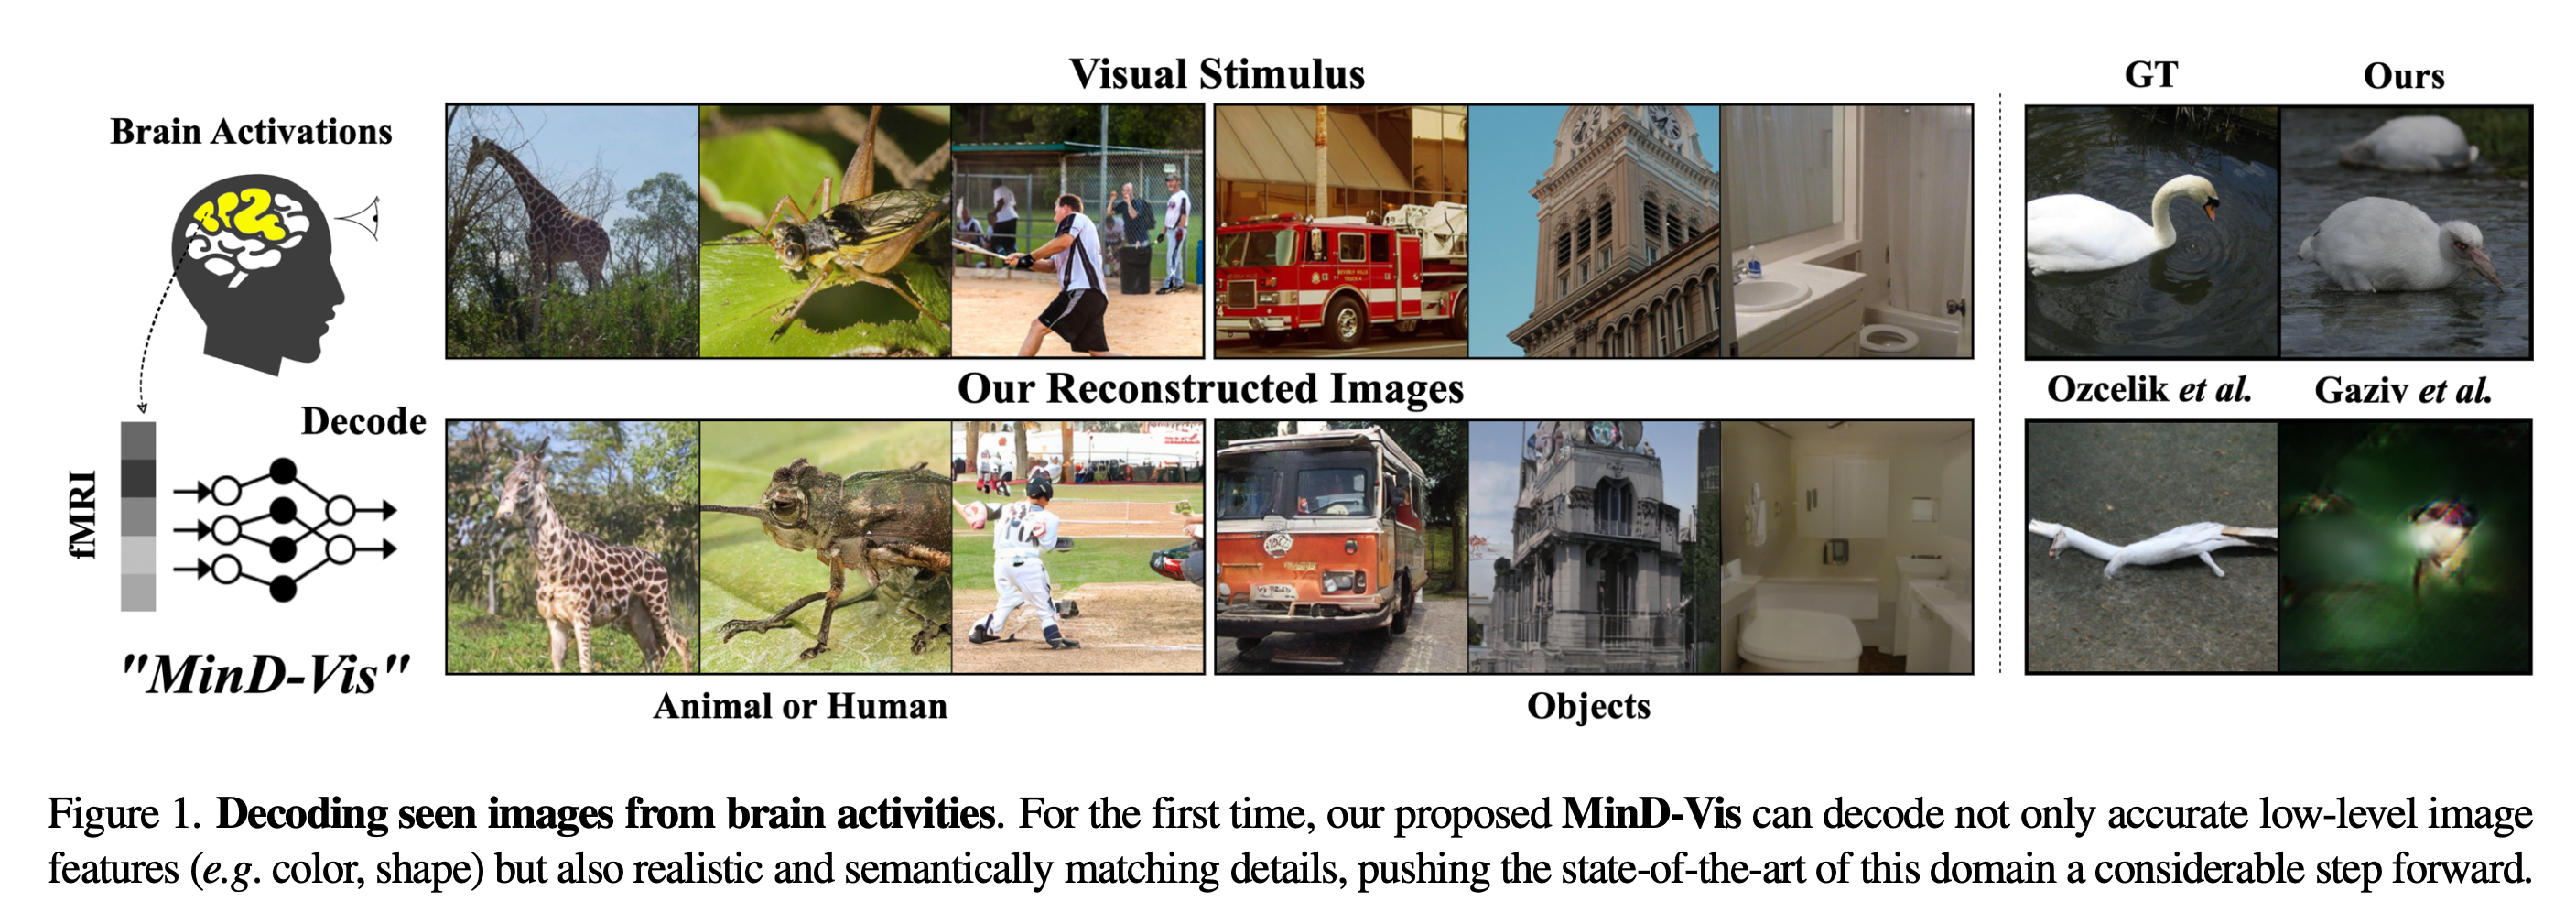 Visual Stimulus
GT
Ours
Brain Activations
Our Reconstructed Images
Ozcelik et al.
Gaziv et al.
Decode
fMRI
"MinD-Vis"
Animal or Human
Objects
Figure 1. Decoding seen images from brain activities. For the first time, our proposed MinD-Vis can decode not only accurate low-level image
features (e.g. color, shape) but also realistic and semantically matching details, pushing the state-of-the-art of this domain a considerable step forward.